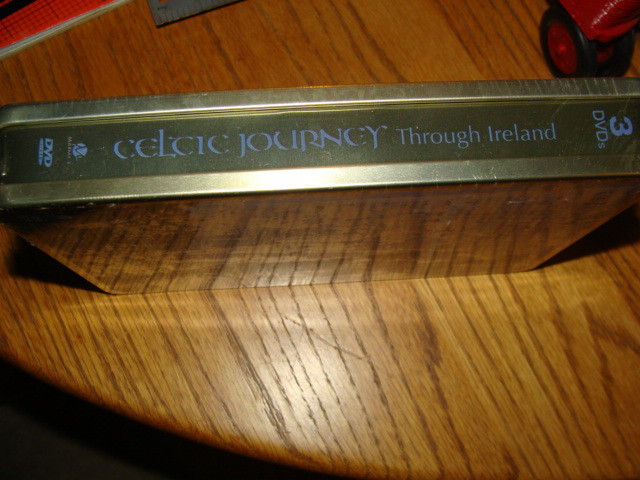 DVD
CELTIC JOURNEY Through Ireland
3
DVDs